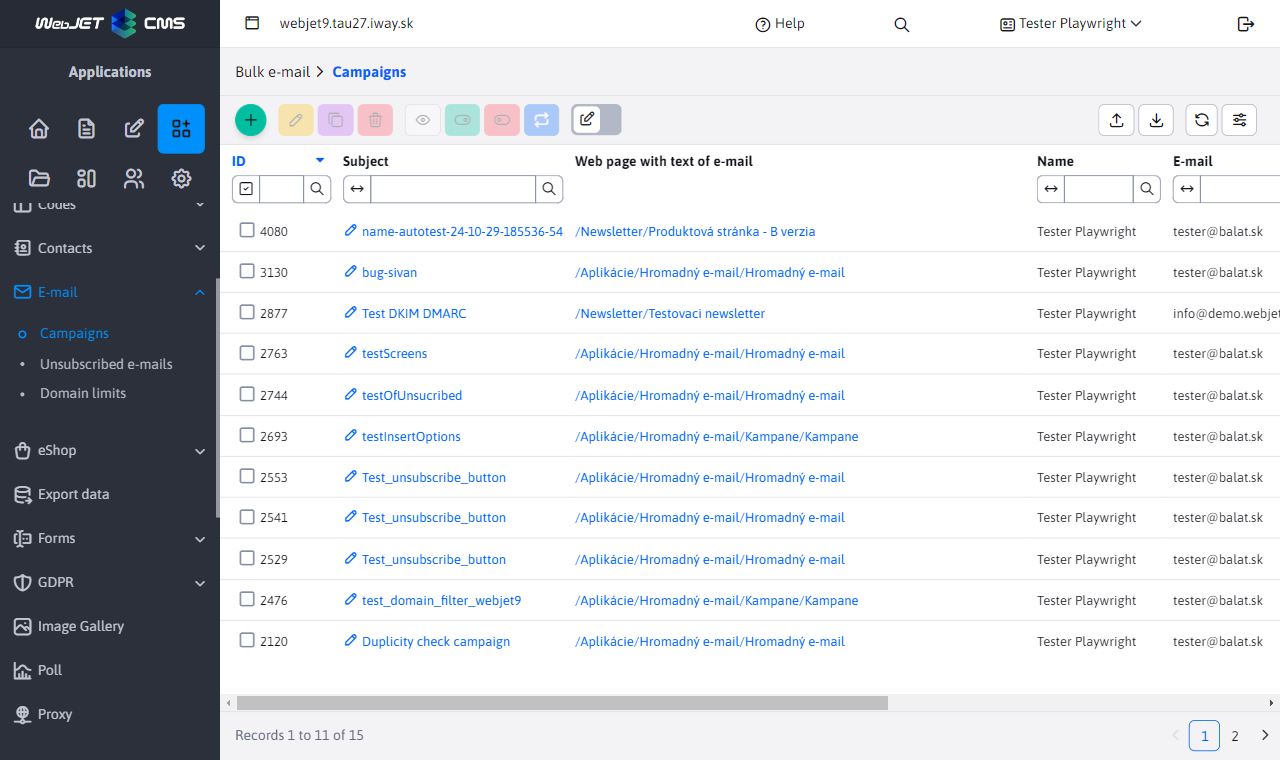 WebJET CMS
webjet9.tau27.iway.sk
Help
Tester Playwright
Applications
Codes
Contacts
E-mail
Campaigns
Unsubscribed e-mails
Domain limits
eShop
Export data
Forms
GDPR
Image Gallery
Poll
Proxy
Bulk e-mail > Campaigns
ID Subject Web page with text of e-mail Name E-mail
4080 name-autotest-24-10-29-185536-54 /Newsletter/Produktová stránka - B verzia Tester Playwright tester@balat.sk
3130 bug-sivan /Aplikácie/Hromadný e-mail/Hromadný e-mail Tester Playwright tester@balat.sk
2877 Test DKIM DMARC /Newsletter/Testovaci newsletter Tester Playwright info@demo.webjet
2763 testScreens /Aplikácie/Hromadný e-mail/Hromadný e-mail Tester Playwright tester@balat.sk
2744 testOfUnsucribed /Aplikácie/Hromadný e-mail/Hromadný e-mail Tester Playwright tester@balat.sk
2693 testInsertOptions /Aplikácie/Hromadný e-mail/Kampane/Kampane Tester Playwright tester@balat.sk
2553 Test_unsubscribe_button /Aplikácie/Hromadný e-mail/Hromadný e-mail Tester Playwright tester@balat.sk
2541 Test_unsubscribe_button /Aplikácie/Hromadný e-mail/Hromadný e-mail Tester Playwright tester@balat.sk
2529 Test_unsubscribe_button /Aplikácie/Hromadný e-mail/Hromadný e-mail Tester Playwright tester@balat.sk
2476 test_domain_filter_webjet9 /Aplikácie/Hromadný e-mail/Kampane/Kampane Tester Playwright tester@balat.sk
2120 Duplicity check campaign /Aplikácie/Hromadný e-mail/Hromadný e-mail Tester Playwright tester@balat.sk
Records 1 to 11 of 15
1 2